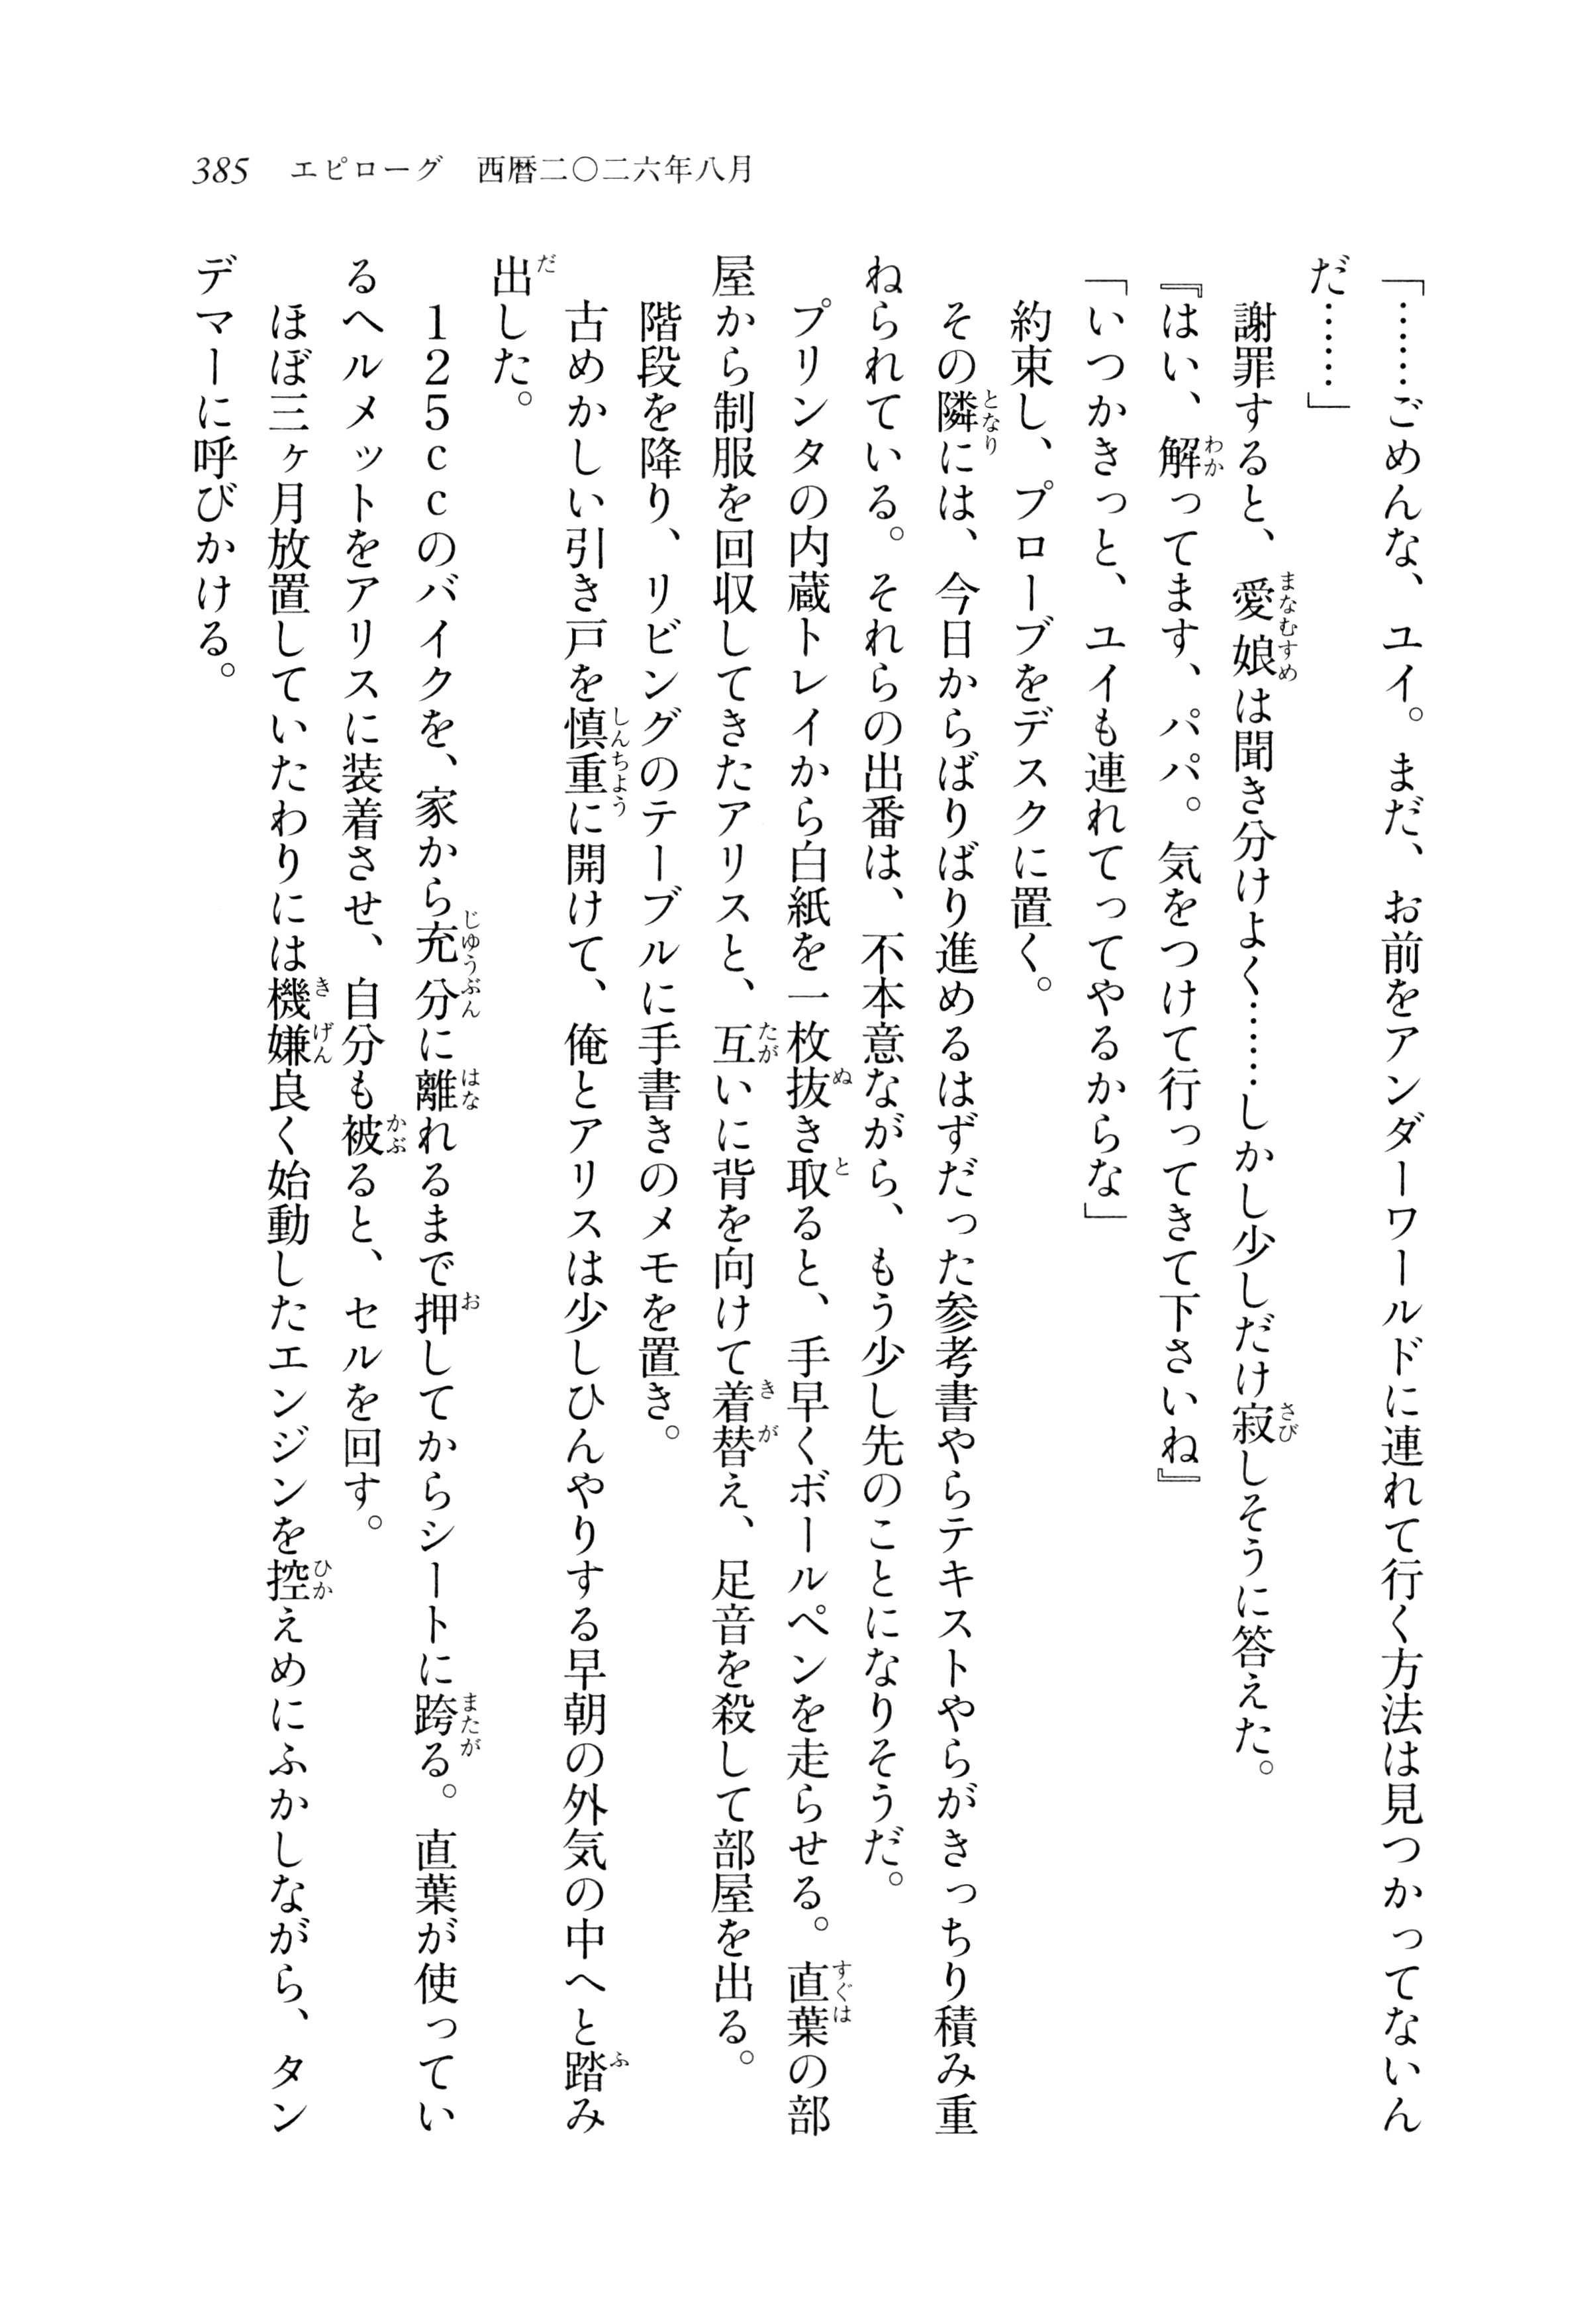 385 エピローグ 西暦二〇二六年八月
「……ごめんな、ユイ。まだ、お前をアンダーワールドに連れて行く方法は見つかってないん
だ……」
謝罪すると、愛娘は聞き分けよく……しかし少しだけ寂しそうに答えた。
『はい、解ってます、パパ。気をつけて行ってきて下さいね』
「いつかきっと、ユイも連れてってやるからな」
約束し、プローブをデスクに置く。
その隣には、今日からばりばり進めるはずだった参考書やらテキストやらがきっちり積み重
ねられている。それらの出番は、不本意ながら、もう少し先のことになりそうだ。
プリンタの内蔵トレイから白紙を一枚抜き取ると、手早くボールペンを走らせる。直葉の部
屋から制服を回収してきたアリスと、互いに背を向けて着替え、足音を殺して部屋を出る。
階段を降り、リビングのテーブルに手書きのメモを置き。
古めかしい引き戸を慎重に開けて、俺とアリスは少しひんやりする早朝の外気の中へと踏み
出した。
１２５ｃｃのバイクを、家から充分に離れるまで押してからシートに跨る。直葉が使ってい
るヘルメットをアリスに装着させ、自分も被ると、セルを回す。
ほぼ三ヶ月放置していたわりには機嫌良く始動したエンジンを控えめにふかしながら、タン
デマーに呼びかける。